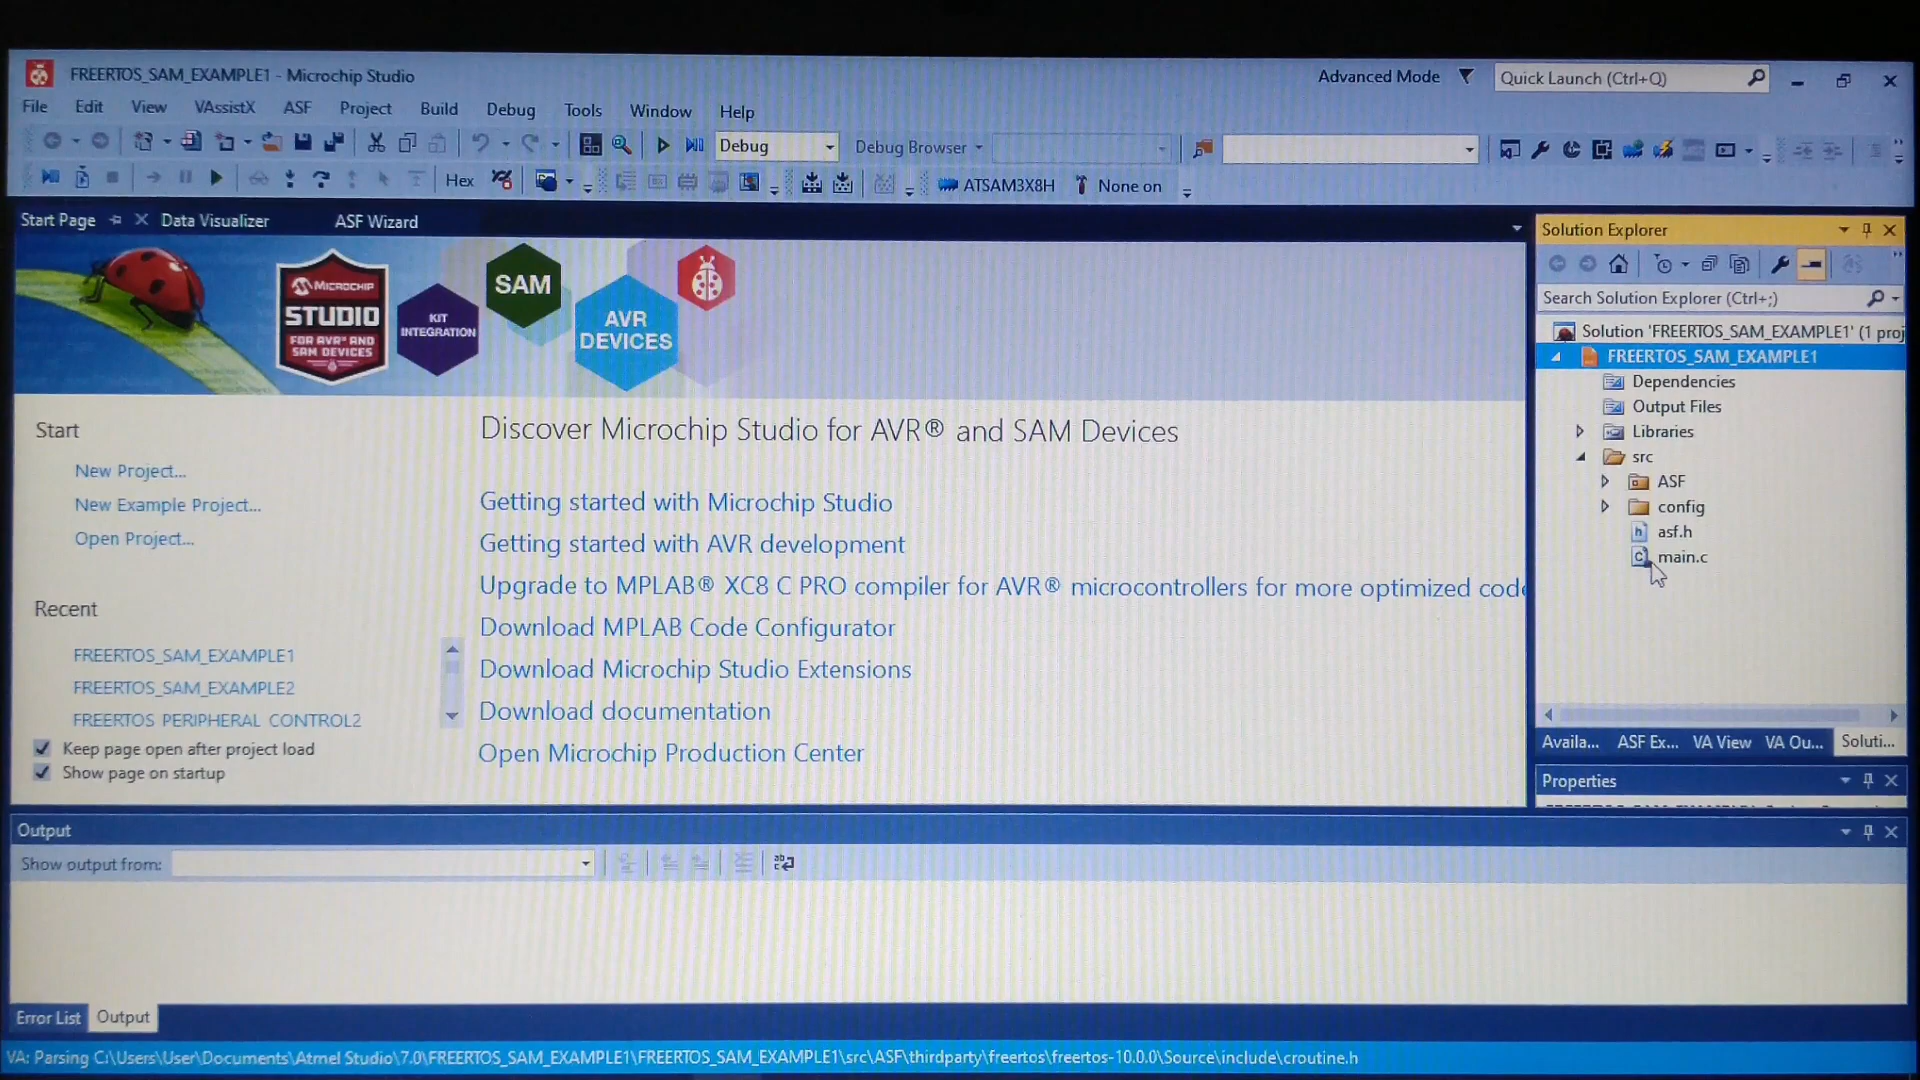 FREERTOS_SAM_EXAMPLE1 - Microchip Studio
Advanced Mode
Quick Launch (Ctrl+Q)
File Edit View VAssistX ASF Project Build Debug Tools Window Help
Debug
Debug Browser
Hex
ATSAM3X8H
None on
Start Page
Data Visualizer
ASF Wizard
MICROCHIP
STUDIO
FOR AVR® AND
SAM DEVICES
KIT
INTEGRATION
SAM
AVR
DEVICES
Start
New Project...
New Example Project...
Open Project...
Recent
FREERTOS_SAM_EXAMPLE1
FREERTOS_SAM_EXAMPLE2
FREERTOS_PERIPHERAL_CONTROL2
Keep page open after project load
Show page on startup
Discover Microchip Studio for AVR® and SAM Devices
Getting started with Microchip Studio
Getting started with AVR development
Upgrade to MPLAB® XC8 C PRO compiler for AVR® microcontrollers for more optimized code
Download MPLAB Code Configurator
Download Microchip Studio Extensions
Download documentation
Open Microchip Production Center
Solution Explorer
Search Solution Explorer (Ctrl+;)
Solution 'FREERTOS_SAM_EXAMPLE1' (1 proj
FREERTOS_SAM_EXAMPLE1
Dependencies
Output Files
Libraries
src
ASF
config
asf.h
main.c
Availa... ASF Ex... VA View VA Ou... Soluti...
Properties
Output
Show output from:
Error List
Output
VA: Parsing C:\Users\User\Documents\Atmel Studio\7.0\FREERTOS_SAM_EXAMPLE1\FREERTOS_SAM_EXAMPLE1\src\ASF\thirdparty\freertos\freertos-10.0.0\Source\include\croutine.h